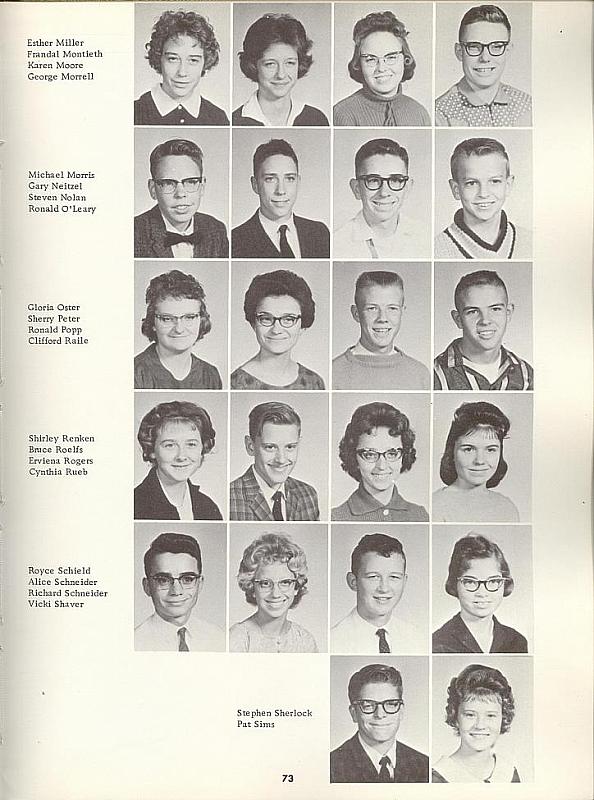 Esther Miller
Frandal Montieth
Karen Moore
George Morrell
Michael Morris
Gary Neitzel
Steven Nolan
Ronald O'Leary
Gloria Oster
Sherry Peter
Ronald Popp
Clifford Raile
Shirley Renken
Bruce Roelfs
Erviena Rogers
Cynthia Rueb
Royce Schield
Alice Schneider
Richard Schneider
Vicki Shaver
Stephen Sherlock
Pat Sims
73